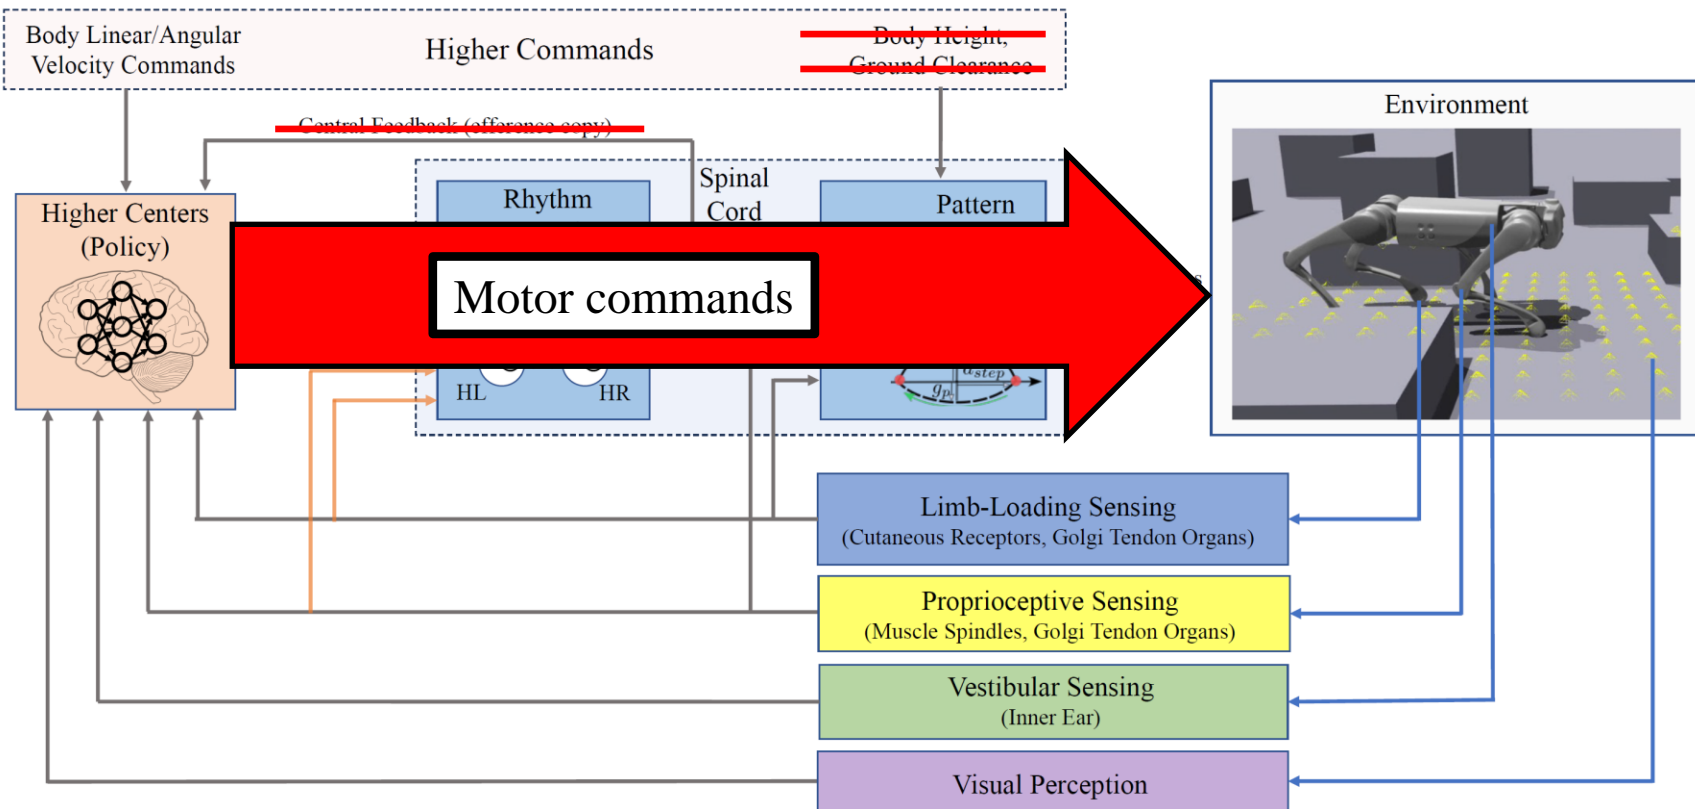 Body Linear/Angular
Velocity Commands
Higher Commands
Body Height,
Ground Clearance
Central Feedback (efference copy)
Environment
Higher Centers
(Policy)
Rhythm
Spinal
Cord
Pattern
Motor commands
HL
HR
d_step
g_p
Limb-Loading Sensing
(Cutaneous Receptors, Golgi Tendon Organs)
Proprioceptive Sensing
(Muscle Spindles, Golgi Tendon Organs)
Vestibular Sensing
(Inner Ear)
Visual Perception